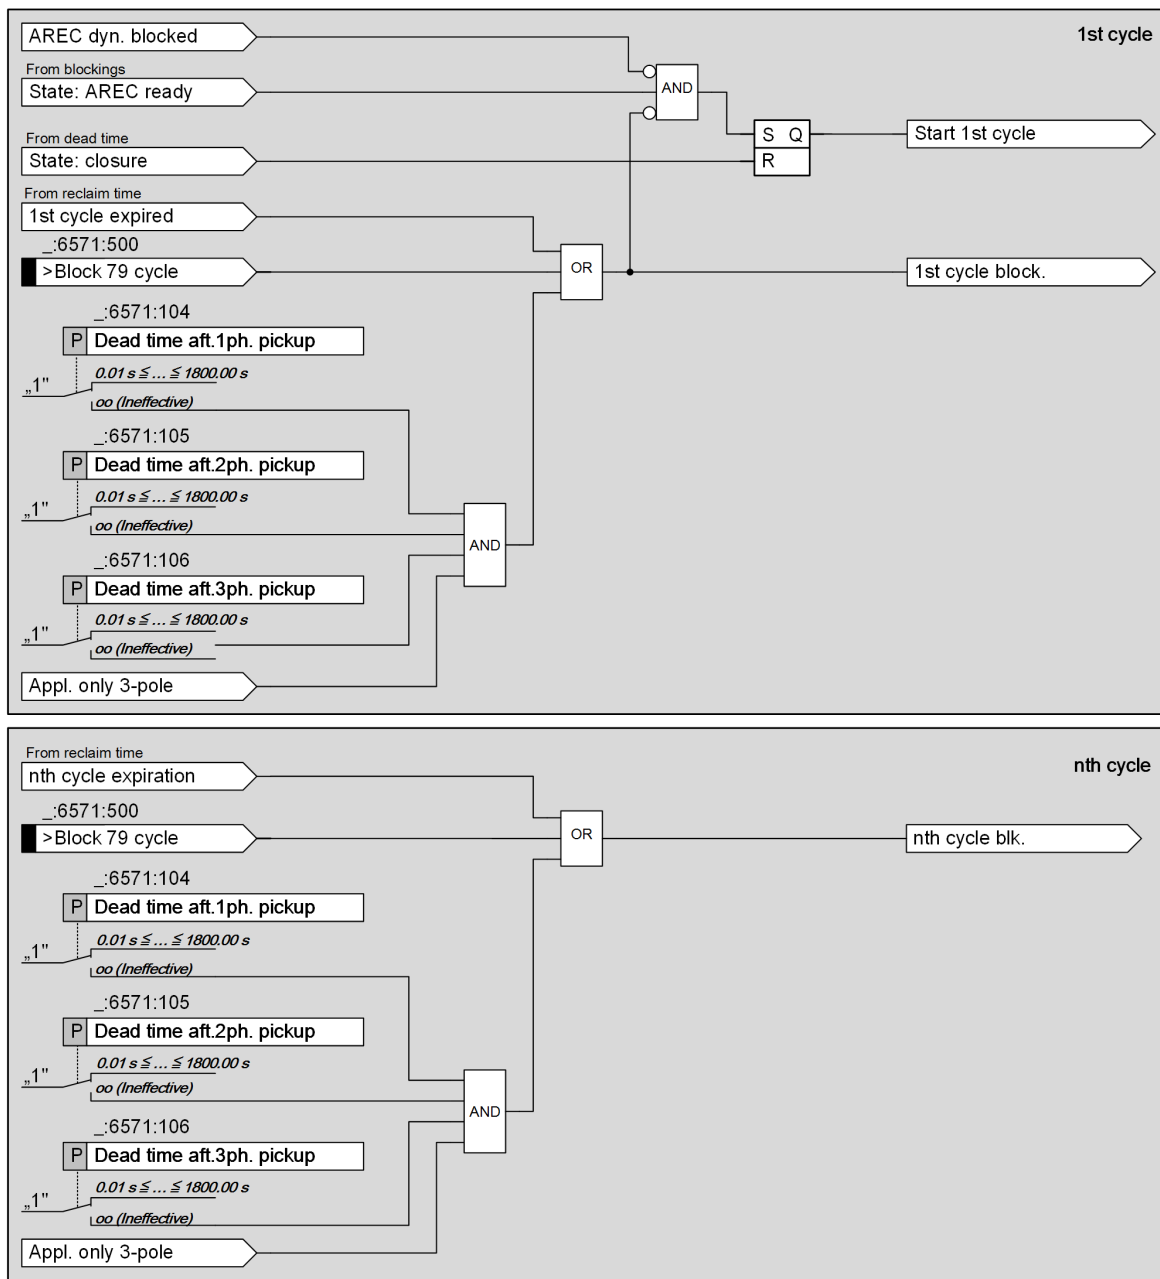 AREC dyn. blocked
1st cycle
From blockings
State: AREC ready
AND
From dead time
State: closure
S Q
R
Start 1st cycle
From reclaim time
1st cycle expired
_:6571:500
>Block 79 cycle
OR
1st cycle block.
_:6571:104
P Dead time aft.1ph. pickup
„1"
0.01 s ≦ ... ≦ 1800.00 s
oo (Ineffective)
_:6571:105
P Dead time aft.2ph. pickup
„1"
0.01 s ≦ ... ≦ 1800.00 s
oo (Ineffective)
AND
_:6571:106
P Dead time aft.3ph. pickup
„1"
0.01 s ≦ ... ≦ 1800.00 s
oo (Ineffective)
Appl. only 3-pole
From reclaim time
nth cycle
nth cycle expiration
_:6571:500
>Block 79 cycle
OR
nth cycle blk.
_:6571:104
P Dead time aft.1ph. pickup
„1"
0.01 s ≦ ... ≦ 1800.00 s
oo (Ineffective)
_:6571:105
P Dead time aft.2ph. pickup
„1"
0.01 s ≦ ... ≦ 1800.00 s
oo (Ineffective)
AND
_:6571:106
P Dead time aft.3ph. pickup
„1"
0.01 s ≦ ... ≦ 1800.00 s
oo (Ineffective)
Appl. only 3-pole